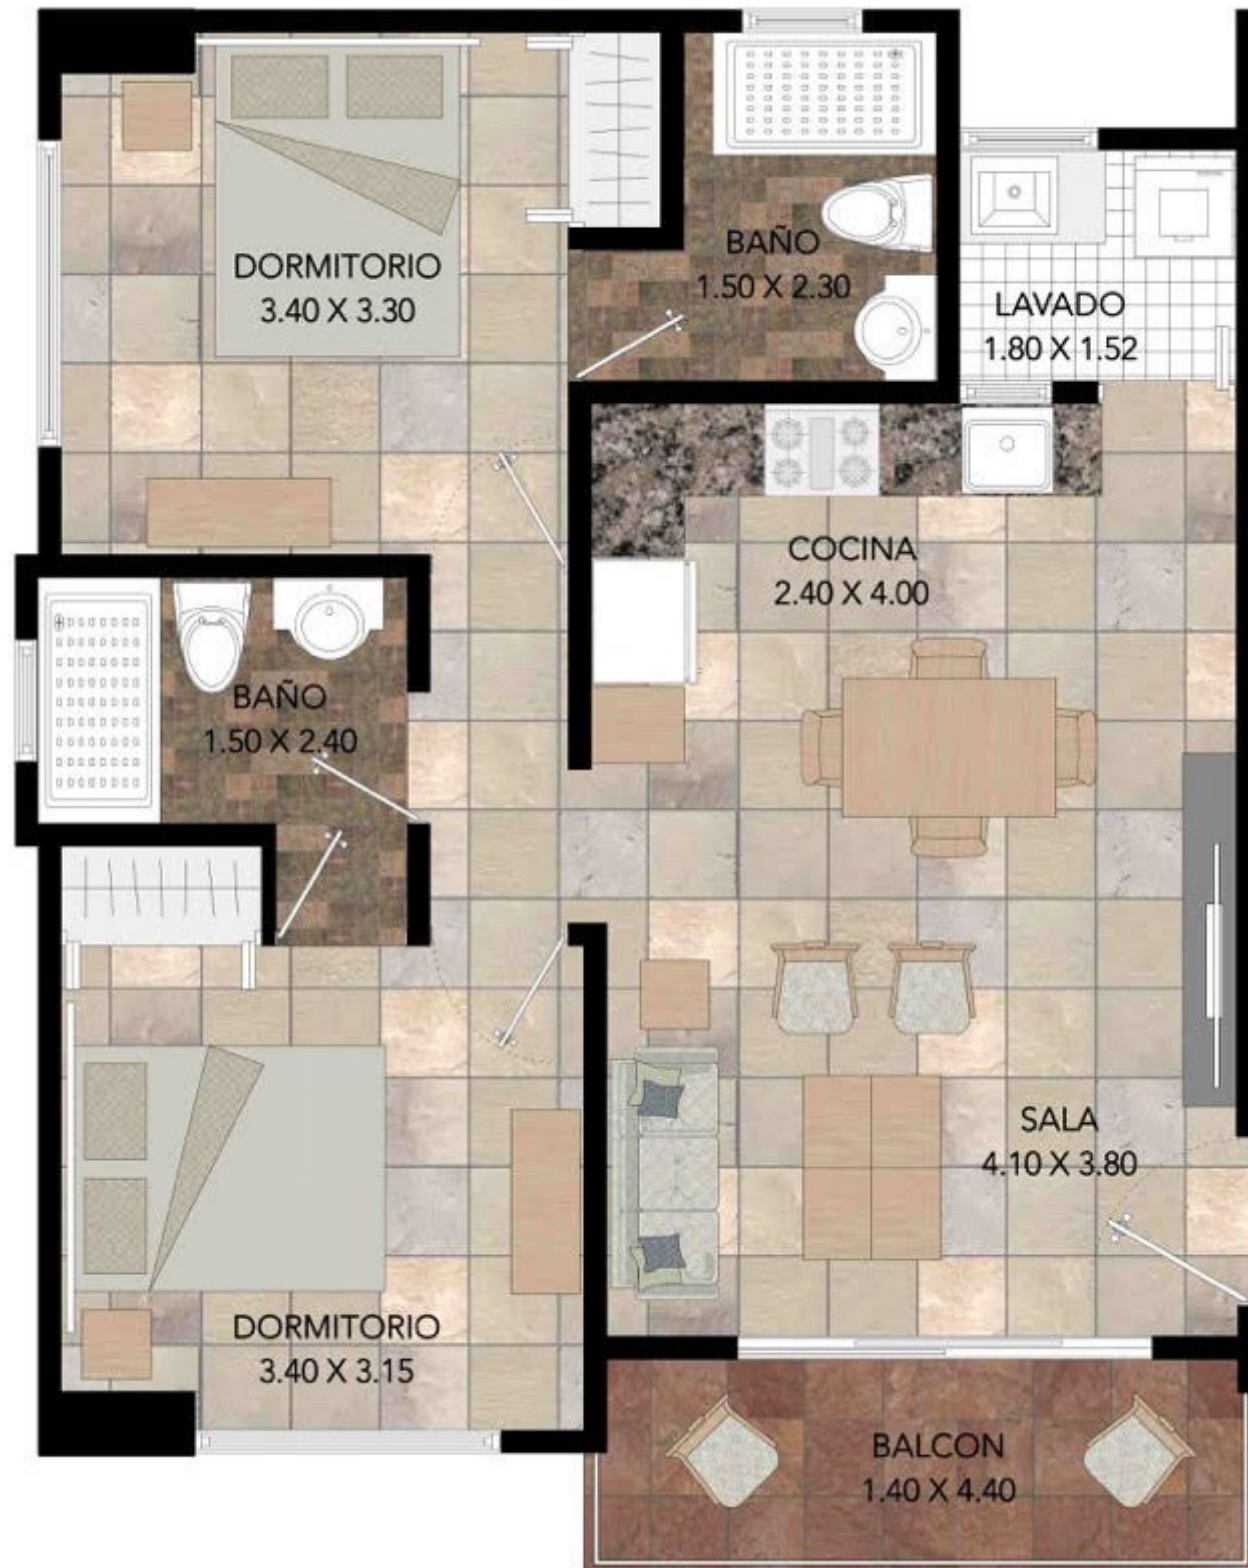 DORMITORIO
3.40 X 3.30
BAÑO
1.50 X 2.30
LAVADO
1.80 X 1.52
COCINA
2.40 X 4.00
BAÑO
1.50 X 2.40
SALA
4.10 X 3.80
DORMITORIO
3.40 X 3.15
BALCON
1.40 X 4.40